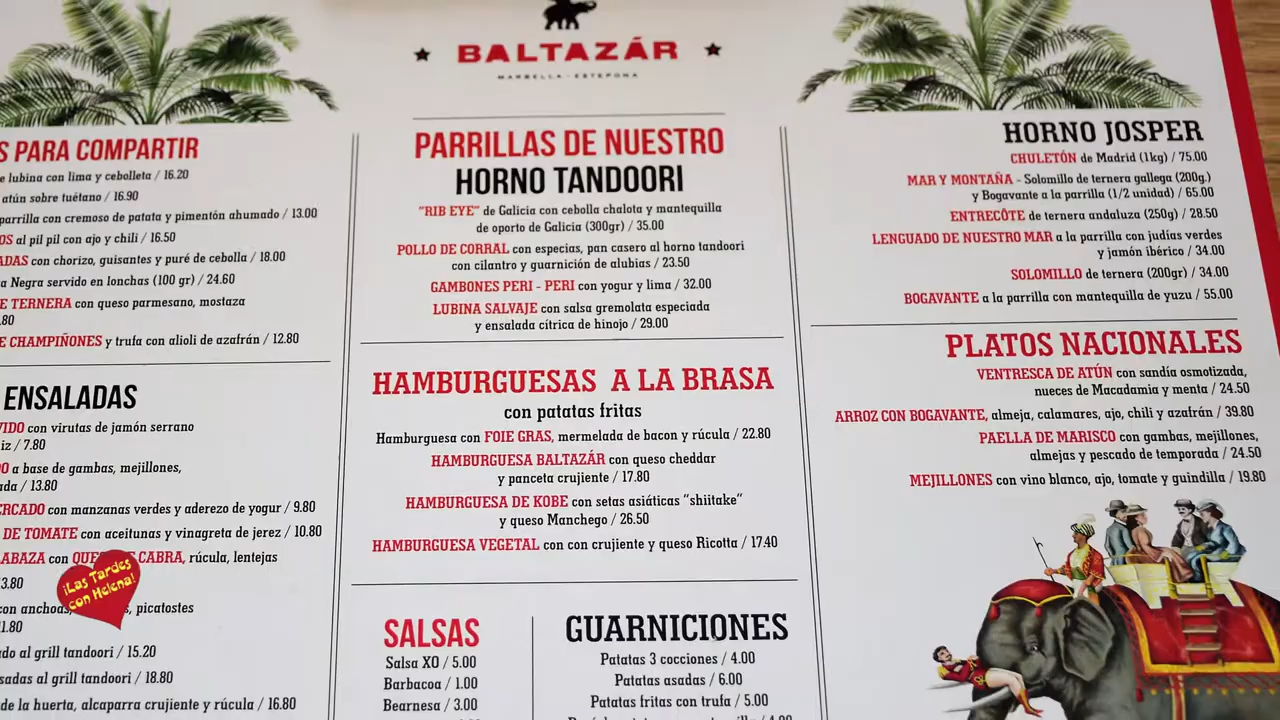 BALTAZÁR
MARBELLA - ESTEPONA
S PARA COMPARTIR
e lubina con lima y cebolleta / 16.20
atún sobre tuétano / 16.90
parrilla con cremoso de patata y pimentón ahumado / 13.00
OS al pil pil con ajo y chili / 16.50
ADAS con chorizo, guisantes y puré de cebolla / 18.00
a Negra servido en lonchas (100 gr) / 24.60
E TERNERA con queso parmesano, mostaza
.80
E CHAMPIÑONES y trufa con alioli de azafrán / 12.80
ENSALADAS
VIDO con virutas de jamón serrano
iz / 7.80
O a base de gambas, mejillones,
ada / 13.80
ERCADO con manzanas verdes y aderezo de yogur / 9.80
DE TOMATE con aceitunas y vinagreta de jerez / 10.80
LABAZA con CABRA, rúcula, lentejas
3.80
¡Las Tardes
con Helena!
con anchoas, picatostes
11.80
do al grill tandoori / 15.20
sadas al grill tandoori / 18.80
de la huerta, alcaparra crujiente y rúcula / 16.80
PARRILLAS DE NUESTRO
HORNO TANDOORI
"RIB EYE" de Galicia con cebolla chalota y mantequilla
de oporto de Galicia (300gr) / 35.00
POLLO DE CORRAL con especias, pan casero al horno tandoori
con cilantro y guarnición de alubias / 23.50
GAMBONES PERI - PERI con yogur y lima / 32.00
LUBINA SALVAJE con salsa gremolata especiada
y ensalada cítrica de hinojo / 29.00
HAMBURGUESAS A LA BRASA
con patatas fritas
Hamburguesa con FOIE GRAS, mermelada de bacon y rúcula / 22.80
HAMBURGUESA BALTAZÁR con queso cheddar
y panceta crujiente / 17.80
HAMBURGUESA DE KOBE con setas asiáticas "shiitake"
y queso Manchego / 26.50
HAMBURGUESA VEGETAL con con crujiente y queso Ricotta / 17.40
SALSAS
Salsa XO / 5.00
Barbacoa / 1.00
Bearnesa / 3.00
GUARNICIONES
Patatas 3 cocciones / 4.00
Patatas asadas / 6.00
Patatas fritas con trufa / 5.00
HORNO JOSPER
CHULETÓN de Madrid (1kg) / 75.00
MAR Y MONTAÑA - Solomillo de ternera gallega (200g.)
y Bogavante a la parrilla (1/2 unidad) / 65.00
ENTRECÔTE de ternera andaluza (250g) / 28.50
LENGUADO DE NUESTRO MAR a la parrilla con judías verdes
y jamón ibérico / 34.00
SOLOMILLO de ternera (200gr) / 34.00
BOGAVANTE a la parrilla con mantequilla de yuzu / 55.00
PLATOS NACIONALES
VENTRESCA DE ATÚN con sandía osmotizada,
nueces de Macadamia y menta / 24.50
ARROZ CON BOGAVANTE, almeja, calamares, ajo, chili y azafrán / 39.80
PAELLA DE MARISCO con gambas, mejillones,
almejas y pescado de temporada / 24.50
MEJILLONES con vino blanco, ajo, tomate y guindilla / 19.80